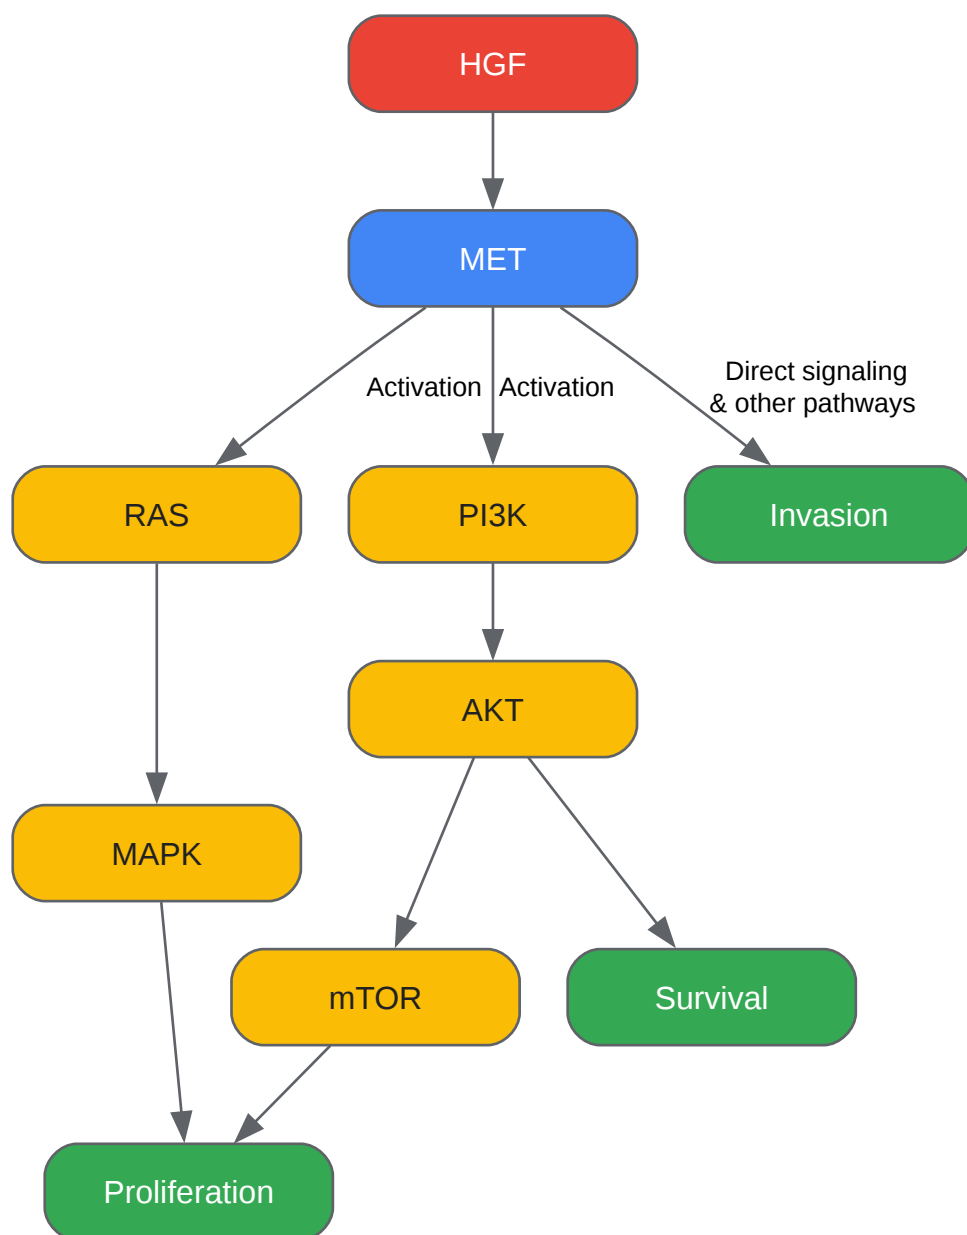 HGF
MET
Activation
Activation
Direct signaling
& other pathways
RAS
PI3K
Invasion
AKT
MAPK
mTOR
Survival
Proliferation